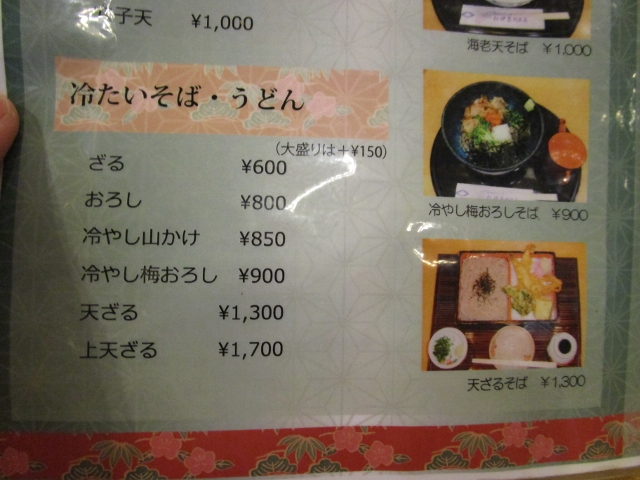 子天 ¥1,000
海老天そば ¥1,000
冷たいそば・うどん
(大盛りは+¥150)
ざる ¥600
おろし ¥800
冷やし山かけ ¥850
冷やし梅おろし ¥900
天ざる ¥1,300
上天ざる ¥1,700
冷やし梅おろしそば ¥900
天ざるそば ¥1,300